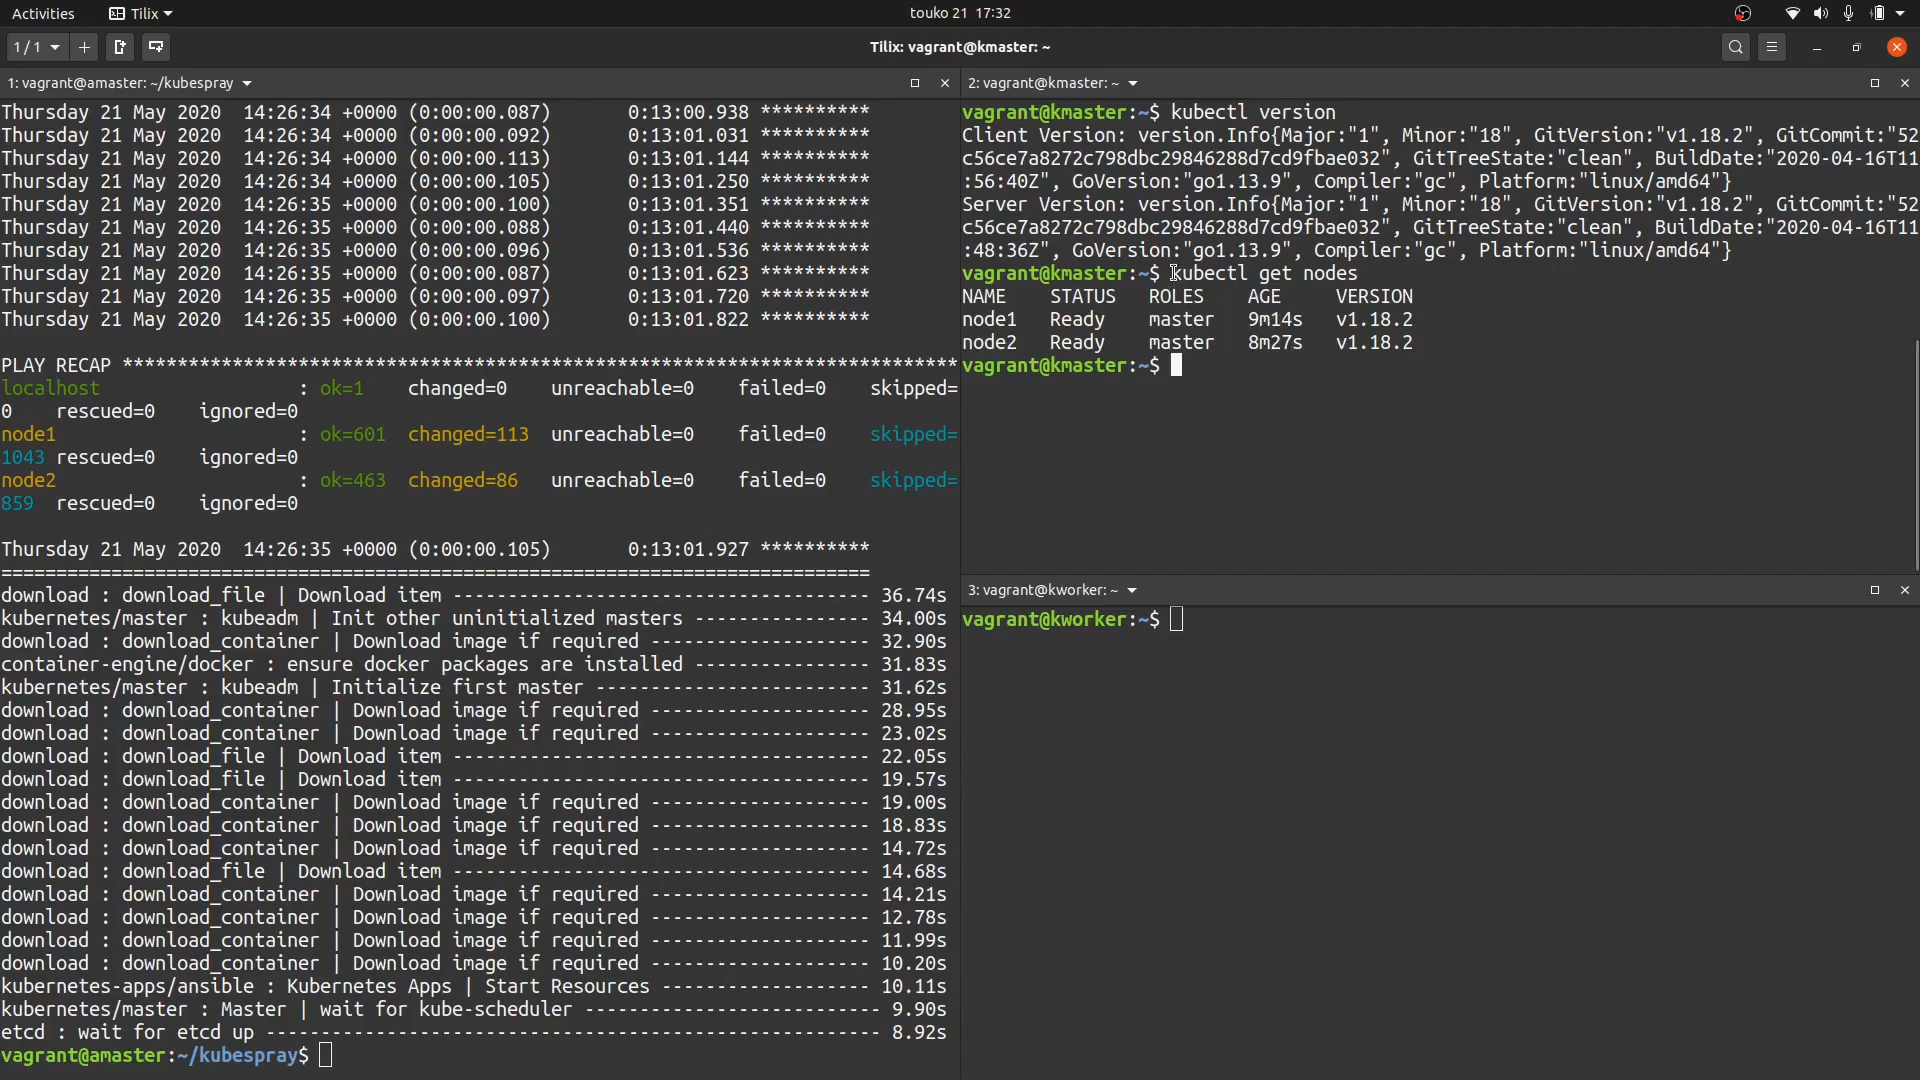 Activities
Tilix
touko 21 17:32
1 / 1
Tilix: vagrant@kmaster: ~
1: vagrant@amaster: ~/kubespray
Thursday 21 May 2020  14:26:34 +0000 (0:00:00.087)       0:13:00.938 **********
Thursday 21 May 2020  14:26:34 +0000 (0:00:00.092)       0:13:01.031 **********
Thursday 21 May 2020  14:26:34 +0000 (0:00:00.113)       0:13:01.144 **********
Thursday 21 May 2020  14:26:34 +0000 (0:00:00.105)       0:13:01.250 **********
Thursday 21 May 2020  14:26:35 +0000 (0:00:00.100)       0:13:01.351 **********
Thursday 21 May 2020  14:26:35 +0000 (0:00:00.088)       0:13:01.440 **********
Thursday 21 May 2020  14:26:35 +0000 (0:00:00.096)       0:13:01.536 **********
Thursday 21 May 2020  14:26:35 +0000 (0:00:00.087)       0:13:01.623 **********
Thursday 21 May 2020  14:26:35 +0000 (0:00:00.097)       0:13:01.720 **********
Thursday 21 May 2020  14:26:35 +0000 (0:00:00.100)       0:13:01.822 **********
PLAY RECAP ****************************************************************************
localhost                  : ok=1    changed=0    unreachable=0    failed=0    skipped=
0    rescued=0    ignored=0
node1                      : ok=601  changed=113  unreachable=0    failed=0    skipped=
1043 rescued=0    ignored=0
node2                      : ok=463  changed=86   unreachable=0    failed=0    skipped=
859  rescued=0    ignored=0
Thursday 21 May 2020  14:26:35 +0000 (0:00:00.105)       0:13:01.927 **********
===============================================================================
download : download_file | Download item -------------------------------------- 36.74s
kubernetes/master : kubeadm | Init other uninitialized masters ---------------- 34.00s
download : download_container | Download image if required -------------------- 32.90s
container-engine/docker : ensure docker packages are installed ---------------- 31.83s
kubernetes/master : kubeadm | Initialize first master ------------------------- 31.62s
download : download_container | Download image if required -------------------- 28.95s
download : download_container | Download image if required -------------------- 23.02s
download : download_file | Download item -------------------------------------- 22.05s
download : download_file | Download item -------------------------------------- 19.57s
download : download_container | Download image if required -------------------- 19.00s
download : download_container | Download image if required -------------------- 18.83s
download : download_container | Download image if required -------------------- 14.72s
download : download_file | Download item -------------------------------------- 14.68s
download : download_container | Download image if required -------------------- 14.21s
download : download_container | Download image if required -------------------- 12.78s
download : download_container | Download image if required -------------------- 11.99s
download : download_container | Download image if required -------------------- 10.20s
kubernetes-apps/ansible : Kubernetes Apps | Start Resources ------------------- 10.11s
kubernetes/master : Master | wait for kube-scheduler --------------------------- 9.90s
etcd : wait for etcd up -------------------------------------------------------- 8.92s
vagrant@amaster:~/kubespray$
2: vagrant@kmaster: ~
vagrant@kmaster:~$ kubectl version
Client Version: version.Info{Major:"1", Minor:"18", GitVersion:"v1.18.2", GitCommit:"52
c56ce7a8272c798dbc29846288d7cd9fbae032", GitTreeState:"clean", BuildDate:"2020-04-16T11
:56:40Z", GoVersion:"go1.13.9", Compiler:"gc", Platform:"linux/amd64"}
Server Version: version.Info{Major:"1", Minor:"18", GitVersion:"v1.18.2", GitCommit:"52
c56ce7a8272c798dbc29846288d7cd9fbae032", GitTreeState:"clean", BuildDate:"2020-04-16T11
:48:36Z", GoVersion:"go1.13.9", Compiler:"gc", Platform:"linux/amd64"}
vagrant@kmaster:~$ kubectl get nodes
NAME    STATUS   ROLES    AGE     VERSION
node1   Ready    master   9m14s   v1.18.2
node2   Ready    master   8m27s   v1.18.2
vagrant@kmaster:~$
3: vagrant@kworker: ~
vagrant@kworker:~$